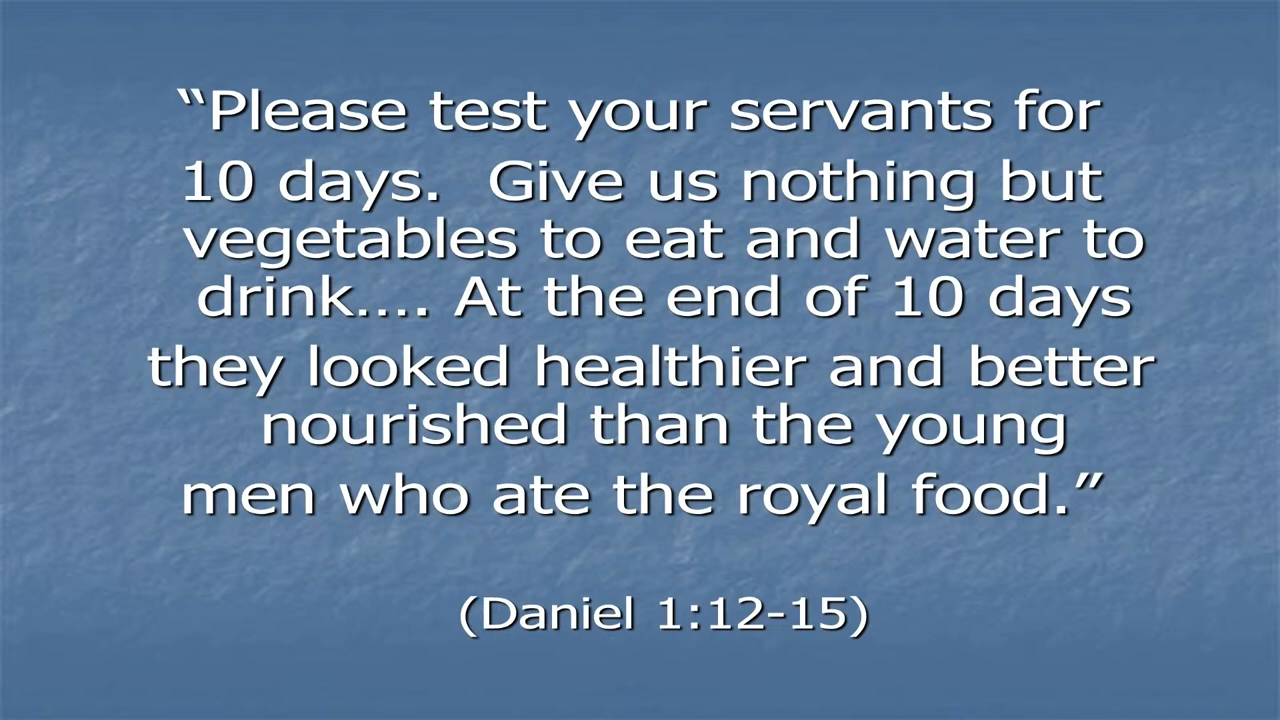 “Please test your servants for
10 days.  Give us nothing but
vegetables to eat and water to
drink.... At the end of 10 days
they looked healthier and better
nourished than the young
men who ate the royal food.”
(Daniel 1:12-15)